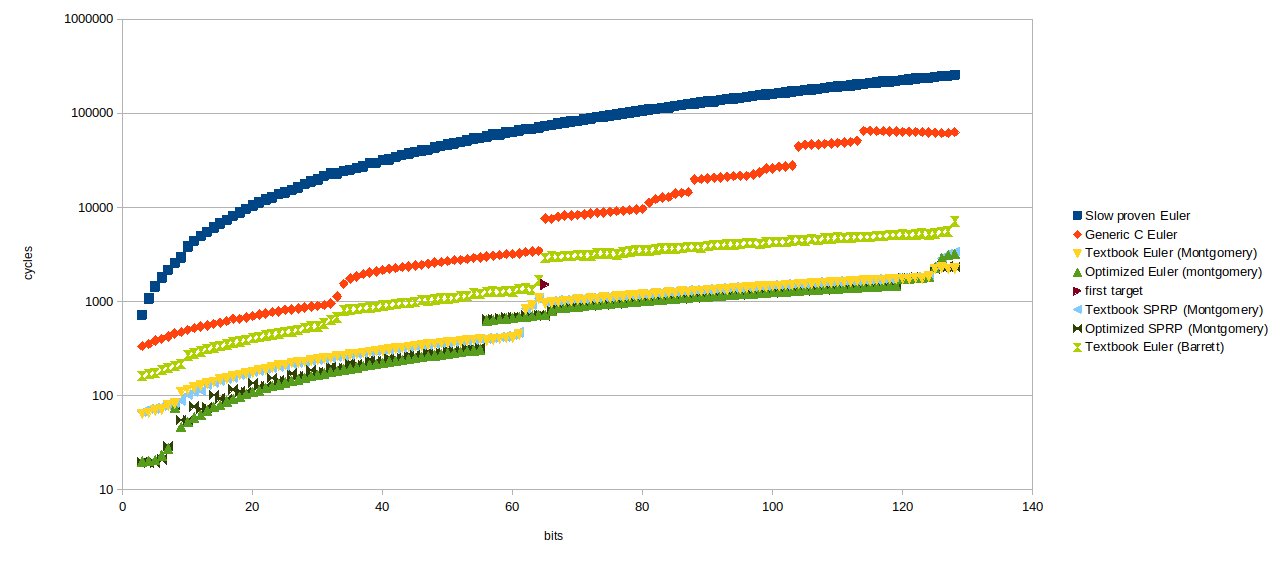 1000000
100000
10000
1000
100
10
cycles
0 20 40 60 80 100 120 140
bits
Slow proven Euler
Generic C Euler
Textbook Euler (Montgomery)
Optimized Euler (montgomery)
first target
Textbook SPRP (Montgomery)
Optimized SPRP (Montgomery)
Textbook Euler (Barrett)